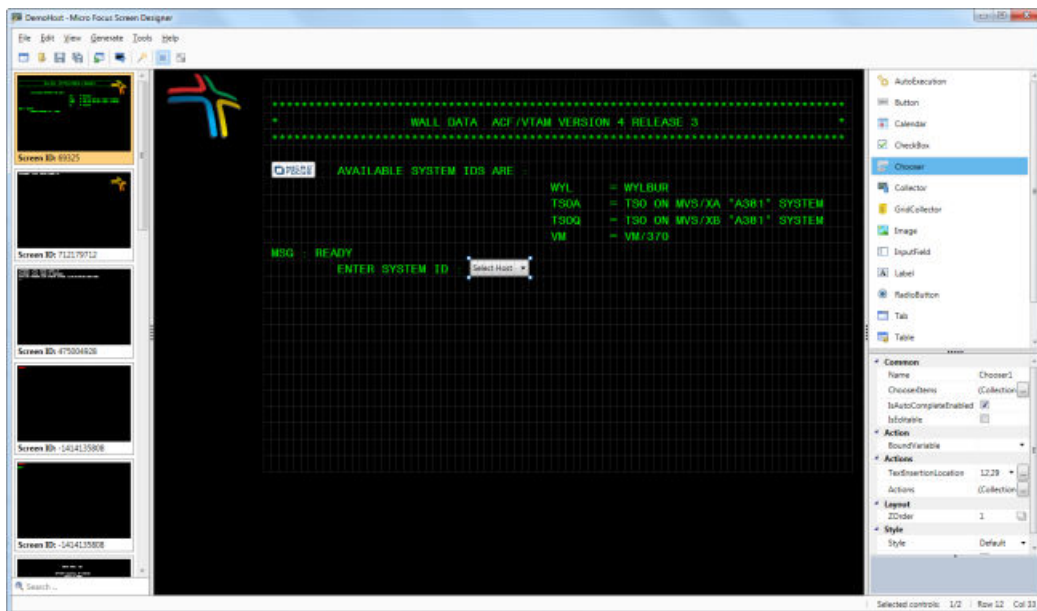 DemoHost - Micro Focus Screen Designer
File Edit View Generate Tools Help
Screen ID: 69325
Screen ID: 712179712
Screen ID: 475004928
Screen ID: -1414135808
Screen ID: -1414135808
Search...
* WALL DATA ACF/VTAM VERSION 4 RELEASE 3 *
MICRO FOCUS : AVAILABLE SYSTEM IDS ARE :
WYL = WYLBUR
TSOA = TSO ON MVS/XA "A381" SYSTEM
TSOQ = TSO ON MVS/XB "A381" SYSTEM
VM = VM/370
MSG : READY
ENTER SYSTEM ID : Select Host
AutoExecution
Button
Calendar
CheckBox
Chooser
Collector
GridCollector
Image
InputField
Label
RadioButton
Tab
Table
Common
Name Chooser1
ChooserItems (Collection ...
IsAutoCompleteEnabled
IsEditable
Action
BoundVariable
Actions
TextInsertionLocation 12,29 ...
Actions (Collection ...
Layout
ZOrder 1
Style
Style Default
Selected controls: 1/2 Row 12 Col 33